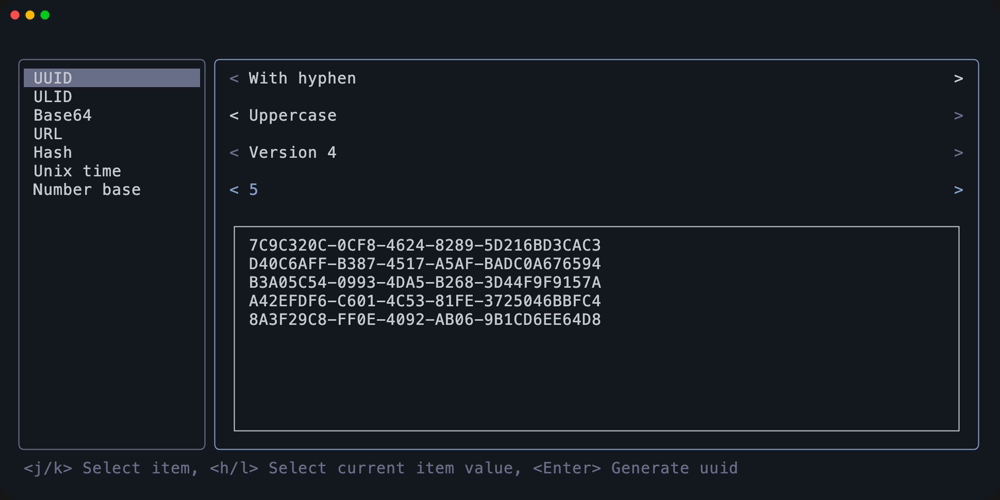 UUID
ULID
Base64
URL
Hash
Unix time
Number base
< With hyphen >
< Uppercase >
< Version 4 >
< 5 >
7C9C320C-0CF8-4624-8289-5D216BD3CAC3
D40C6AFF-B387-4517-A5AF-BADC0A676594
B3A05C54-0993-4DA5-B268-3D44F9F9157A
A42EFDF6-C601-4C53-81FE-3725046BBFC4
8A3F29C8-FF0E-4092-AB06-9B1CD6EE64D8
<j/k> Select item, <h/l> Select current item value, <Enter> Generate uuid